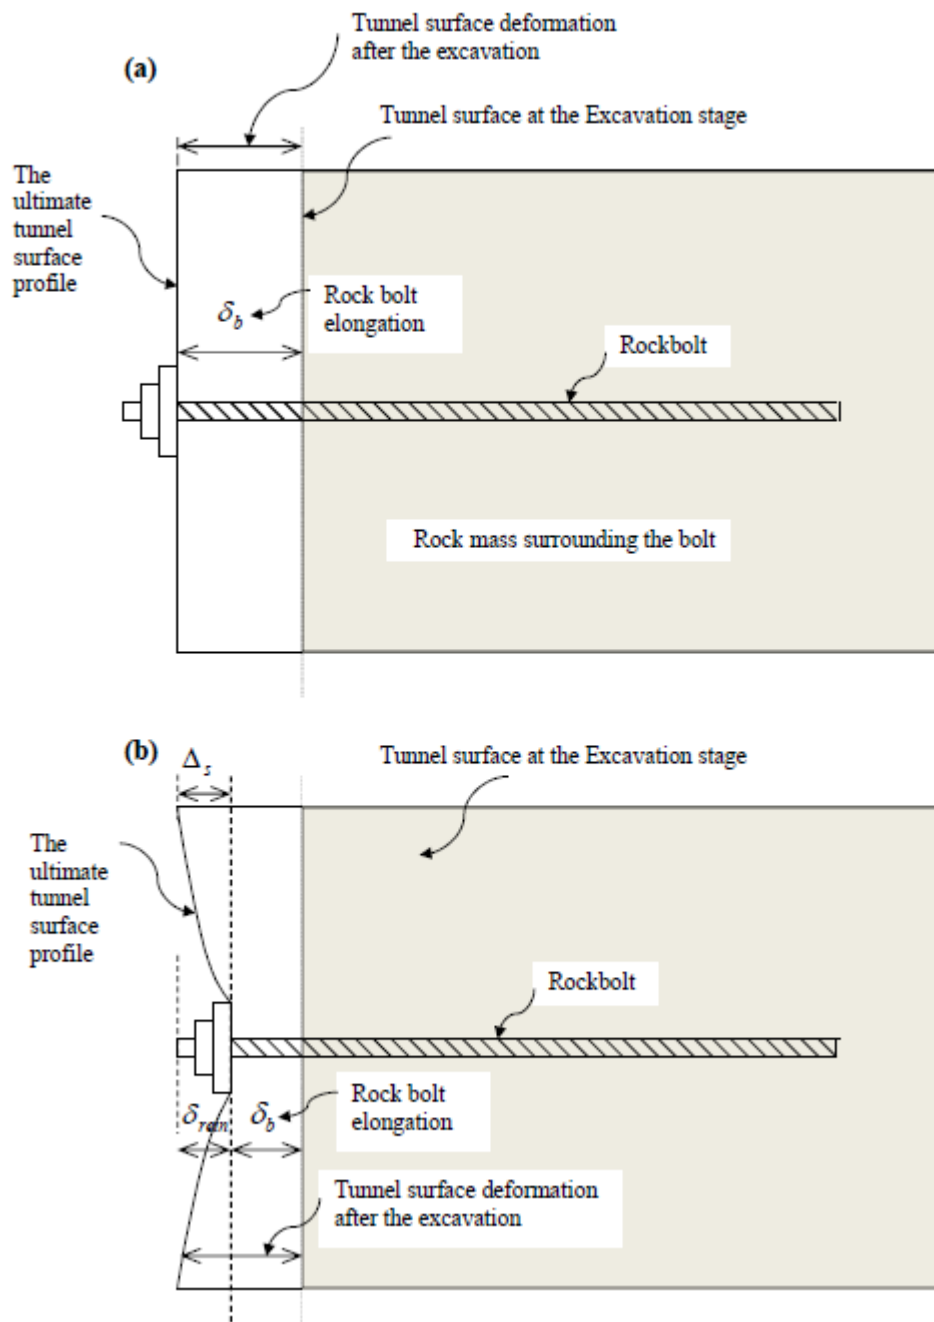 Tunnel surface deformation
after the excavation
(a)
Tunnel surface at the Excavation stage
The
ultimate
tunnel
surface
profile
δb
Rock bolt
elongation
Rockbolt
Rock mass surrounding the bolt
(b)
Δs
Tunnel surface at the Excavation stage
The
ultimate
tunnel
surface
profile
Rockbolt
δrein
δb
Rock bolt
elongation
Tunnel surface deformation
after the excavation